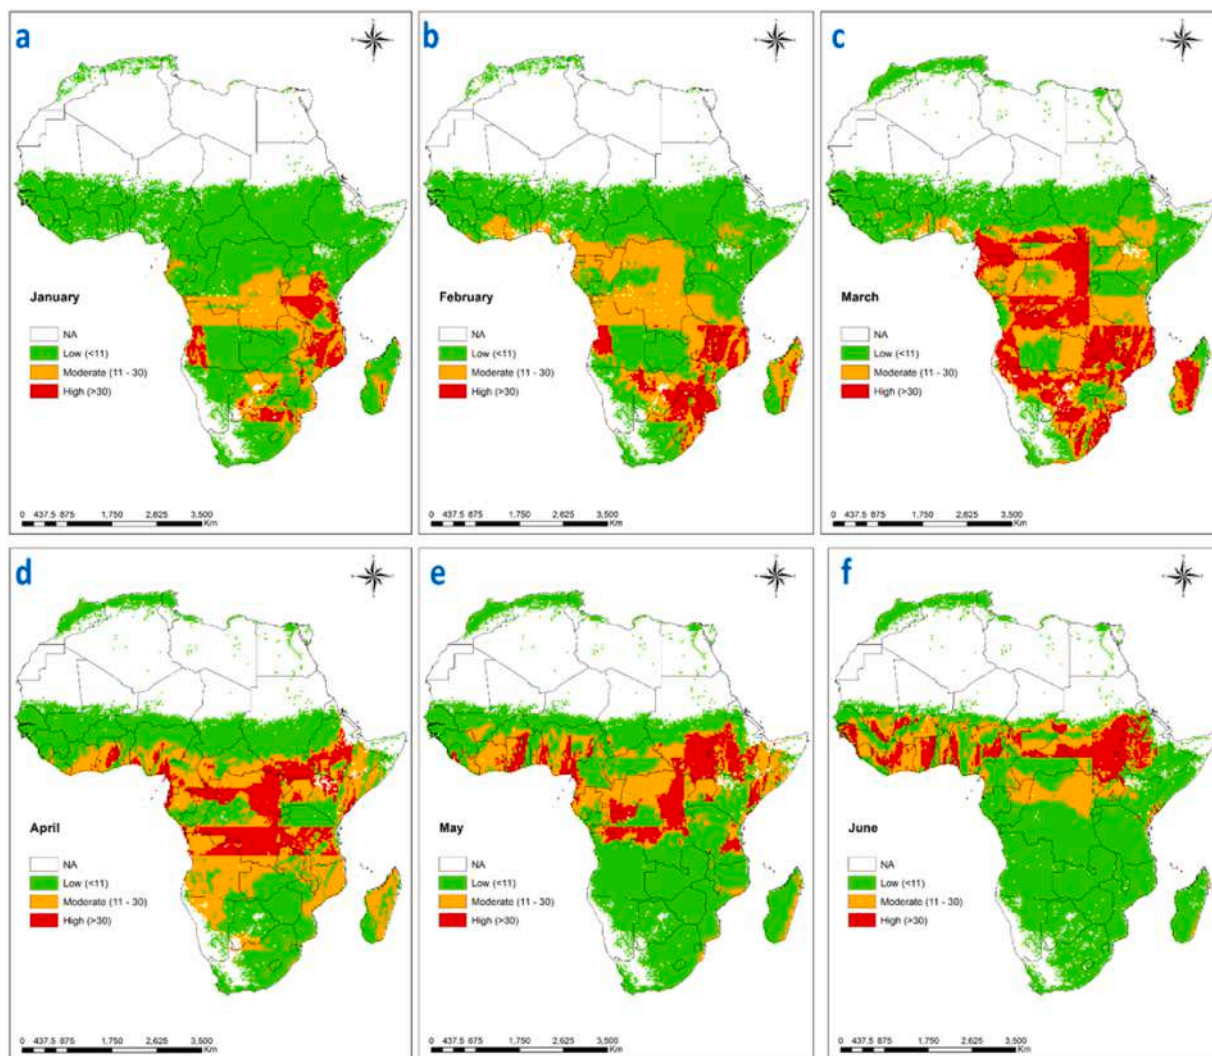 a
January
NA
Low (<11)
Moderate (11 - 30)
High (>30)
0 437.5 875 1,750 2,625 3,500
Km
b
February
NA
Low (<11)
Moderate (11 - 30)
High (>30)
0 437.5 875 1,750 2,625 3,500
Km
c
March
NA
Low (<11)
Moderate (11 - 30)
High (>30)
0 437.5 875 1,750 2,625 3,500
Km
d
April
NA
Low (<11)
Moderate (11 - 30)
High (>30)
0 437.5 875 1,750 2,625 3,500
Km
e
May
NA
Low (<11)
Moderate (11 - 30)
High (>30)
0 437.5 875 1,750 2,625 3,500
Km
f
June
NA
Low (<11)
Moderate (11 - 30)
High (>30)
0 437.5 875 1,750 2,625 3,500
Km